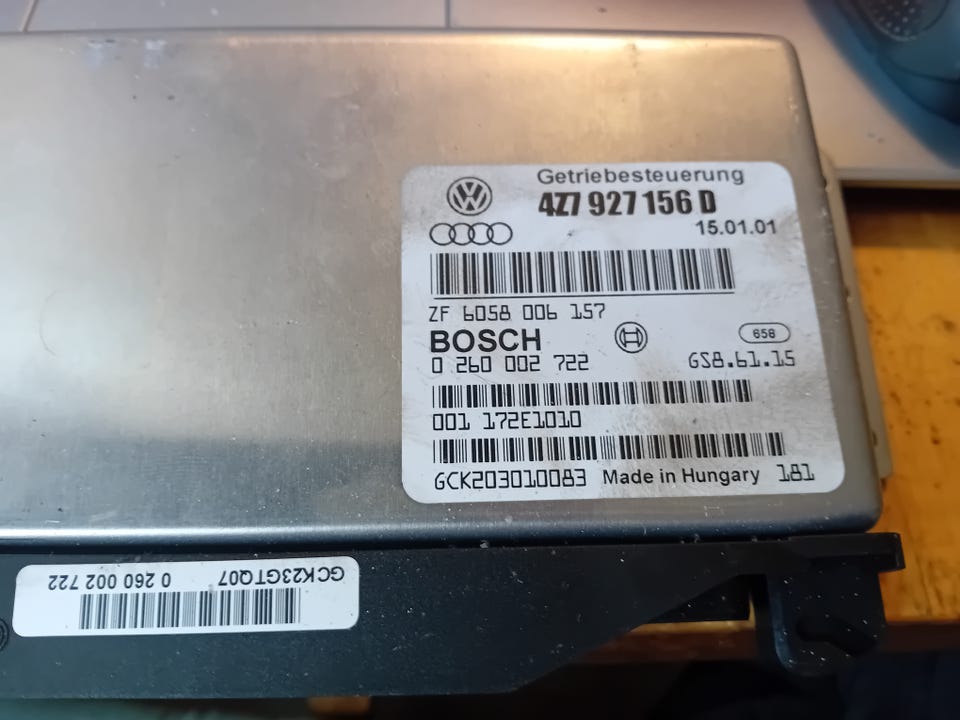 Getriebesteuerung
4Z7 927 156 D
15.01.01
ZF 6058 006 157
BOSCH
658
0 260 002 722 GS8.61.15
001 172E1010
GCK203010083 Made in Hungary 181
GCK23GTQ07 0 260 002 722